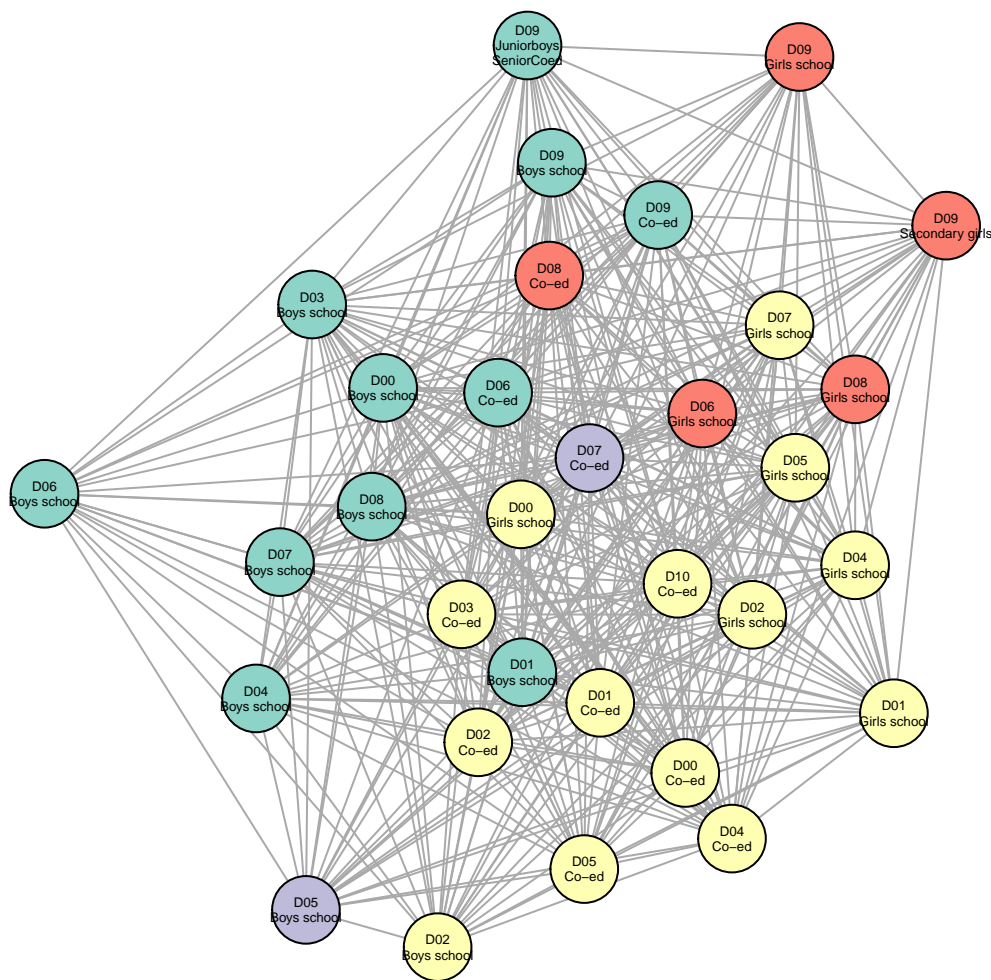 D09
Juniorboys
SeniorCoed
D09
Girls school
D09
Boys school
D09
Co−ed
D09
Secondary girls
D08
Co−ed
D03
Boys school
D07
Girls school
D00
Boys school
D06
Co−ed
D08
Girls school
D06
Girls school
D07
Co−ed
D05
Girls school
D06
Boys school
D08
Boys school
D00
Girls school
D07
Boys school
D04
Girls school
D10
Co−ed
D03
Co−ed
D02
Girls school
D01
Boys school
D04
Boys school
D01
Co−ed
D01
Girls school
D02
Co−ed
D00
Co−ed
D04
Co−ed
D05
Co−ed
D05
Boys school
D02
Boys school